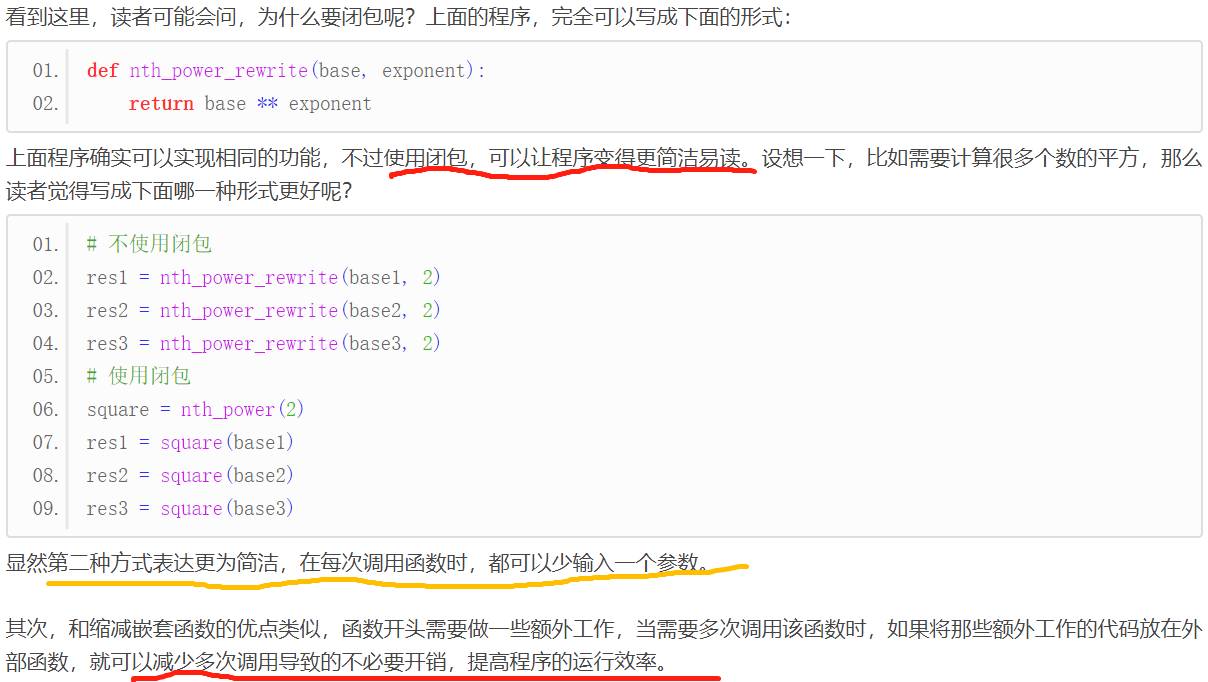 看到这里，读者可能会问，为什么要闭包呢？上面的程序，完全可以写成下面的形式：
01. def nth_power_rewrite(base, exponent):
02.     return base ** exponent
上面程序确实可以实现相同的功能，不过使用闭包，可以让程序变得更简洁易读。设想一下，比如需要计算很多个数的平方，那么
读者觉得写成下面哪一种形式更好呢？
01. # 不使用闭包
02. res1 = nth_power_rewrite(base1, 2)
03. res2 = nth_power_rewrite(base2, 2)
04. res3 = nth_power_rewrite(base3, 2)
05. # 使用闭包
06. square = nth_power(2)
07. res1 = square(base1)
08. res2 = square(base2)
09. res3 = square(base3)
显然第二种方式表达更为简洁，在每次调用函数时，都可以少输入一个参数。
其次，和缩减嵌套函数的优点类似，函数开头需要做一些额外工作，当需要多次调用该函数时，如果将那些额外工作的代码放在外
部函数，就可以减少多次调用导致的不必要开销，提高程序的运行效率。